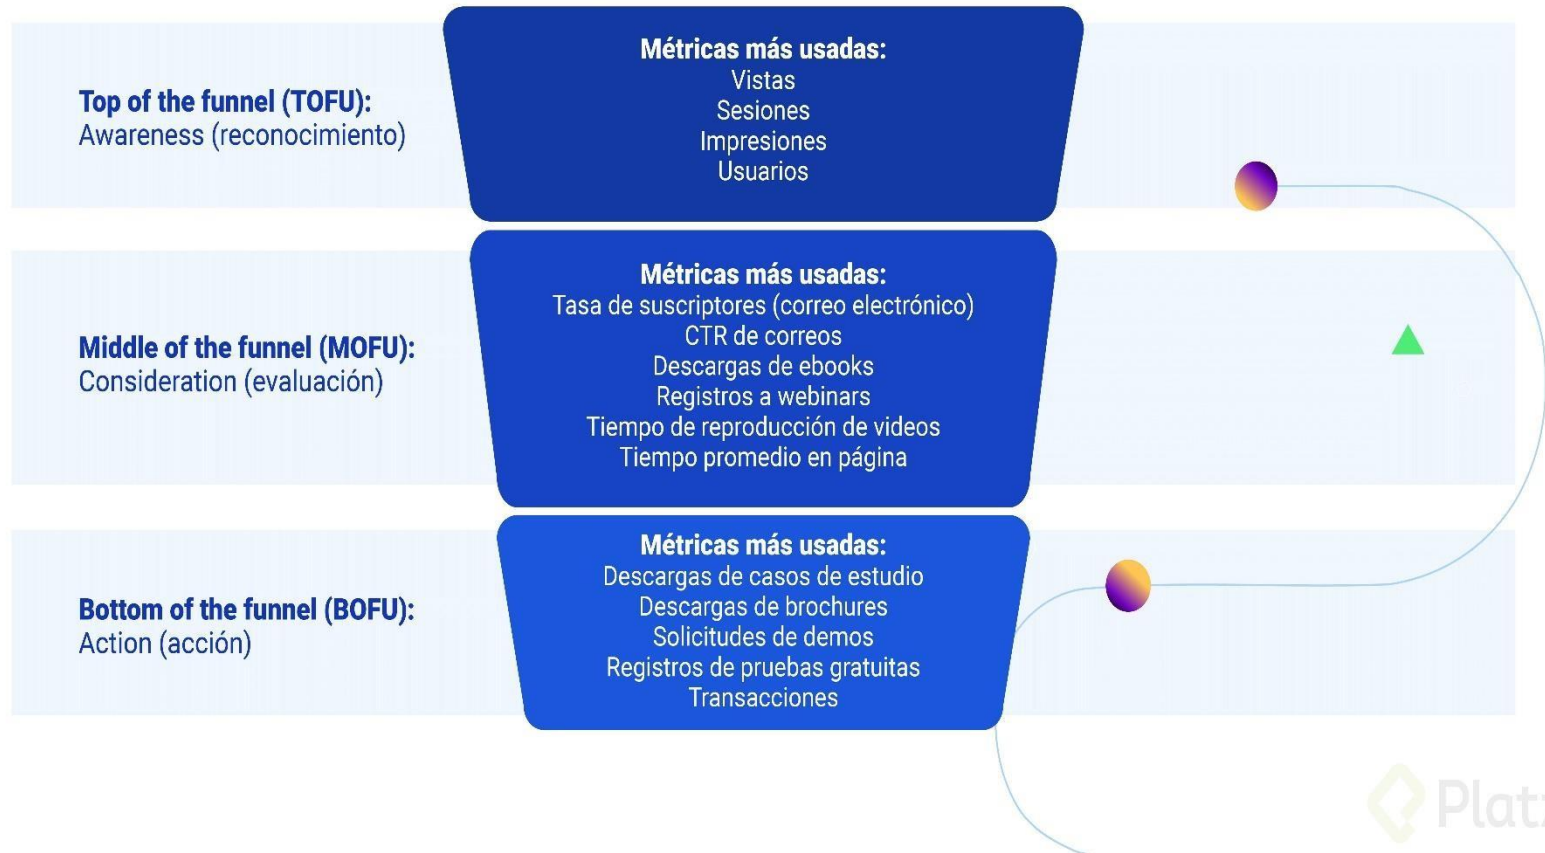 Top of the funnel (TOFU):
Awareness (reconocimiento)
Métricas más usadas:
Vistas
Sesiones
Impresiones
Usuarios
Middle of the funnel (MOFU):
Consideration (evaluación)
Métricas más usadas:
Tasa de suscriptores (correo electrónico)
CTR de correos
Descargas de ebooks
Registros a webinars
Tiempo de reproducción de videos
Tiempo promedio en página
Bottom of the funnel (BOFU):
Action (acción)
Métricas más usadas:
Descargas de casos de estudio
Descargas de brochures
Solicitudes de demos
Registros de pruebas gratuitas
Transacciones